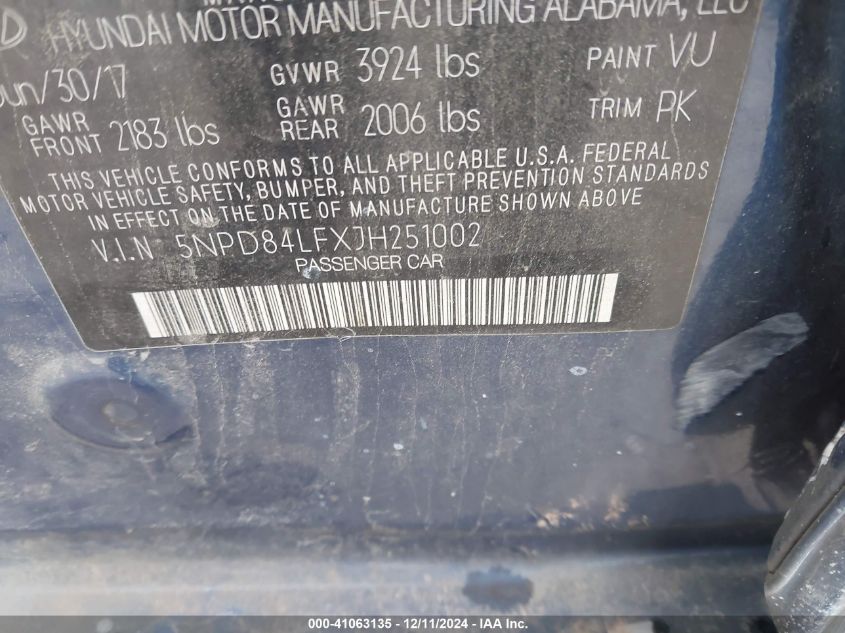 D HYUNDAI MOTOR MANUFACTURING ALABAMA, LLC
Jun/30/17 GVWR 3924 lbs PAINT VU
GAWR FRONT 2183 lbs GAWR REAR 2006 lbs TRIM PK
THIS VEHICLE CONFORMS TO ALL APPLICABLE U.S.A. FEDERAL
MOTOR VEHICLE SAFETY, BUMPER, AND THEFT PREVENTION STANDARDS
IN EFFECT ON THE DATE OF MANUFACTURE SHOWN ABOVE
V.I.N 5NPD84LFXJH251002
PASSENGER CAR
000-41063135 - 12/11/2024 - IAA Inc.